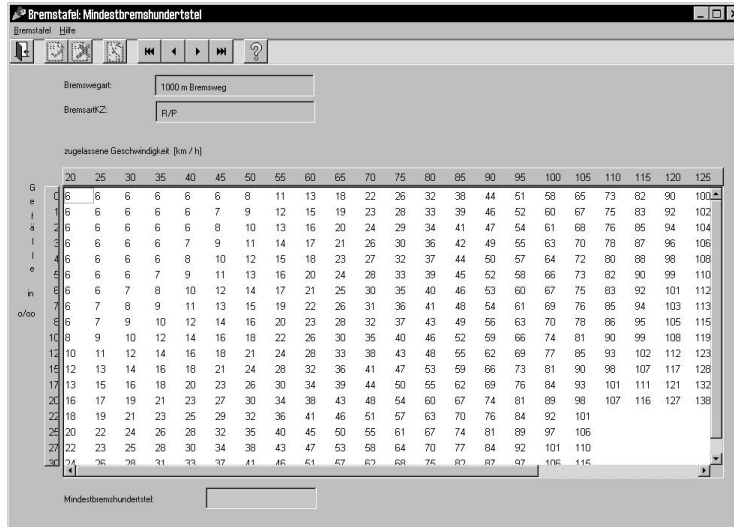 Bremstafel: Mindestbremshundertstel
Bremstafel Hilfe
Bremswegart: 1000 m Bremsweg
BremsartKZ: R/P
zugelassene Geschwindigkeit [km / h]
20 25 30 35 40 45 50 55 60 65 70 75 80 85 90 95 100 105 110 115 120 125
Gefälle in o/oo
0 6 6 6 6 6 6 8 11 13 18 22 26 32 38 44 51 58 65 73 82 90 100
1 6 6 6 6 6 7 9 12 15 19 23 28 33 39 46 52 60 67 75 83 92 102
2 6 6 6 6 6 8 10 13 16 20 24 29 34 41 47 54 61 68 76 85 94 104
3 6 6 6 6 7 9 11 14 17 21 26 30 36 42 49 55 63 70 78 87 96 106
4 6 6 6 6 8 10 12 15 18 23 27 32 37 44 50 57 64 72 80 88 98 108
5 6 6 6 7 9 11 13 16 20 24 28 33 39 45 52 58 66 73 82 90 99 110
6 6 6 7 8 10 12 14 17 21 25 30 35 40 46 53 60 67 75 83 92 101 112
7 6 7 8 9 11 13 15 19 22 26 31 36 41 48 54 61 69 76 85 94 103 113
8 6 7 9 10 12 14 16 20 23 28 32 37 43 49 56 63 70 78 86 95 105 115
10 8 9 10 12 14 16 18 22 26 30 35 40 46 52 59 66 74 81 90 99 108 119
12 10 11 12 14 16 18 21 24 28 33 38 43 48 55 62 69 77 85 93 102 112 123
15 12 13 14 16 18 21 24 28 32 36 41 47 53 59 66 73 81 90 98 107 117 128
17 13 15 16 18 20 23 26 30 34 39 44 50 55 62 69 76 84 93 101 111 121 132
20 16 17 19 21 23 27 30 34 38 43 48 54 60 67 74 81 89 98 107 116 127 138
22 18 19 21 23 25 29 32 36 41 46 51 57 63 70 76 84 92 101
25 20 22 24 26 28 32 35 40 45 50 55 61 67 74 81 89 97 106
27 22 23 25 28 30 34 38 43 47 53 58 64 70 77 84 92 101 110
30 24 26 28 31 33 37 41 46 51 57 62 68 75 82 87 97 106 115
Mindestbremshundertstel: